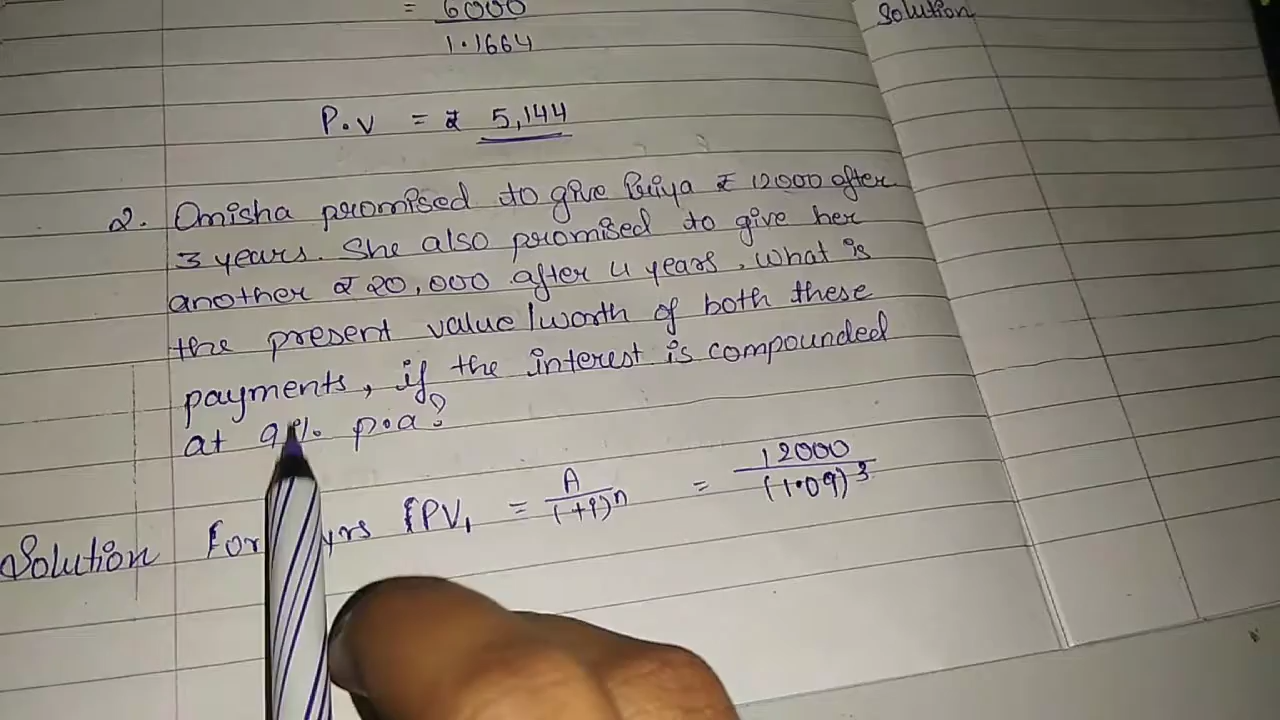 = 6000
1.1664
Solution
P.V = ₹ 5,144
2. Omisha promised to give Priya ₹ 12000 after
3 years. She also promised to give her
another ₹ 20,000 after 4 years. What is
the present value/worth of both these
payments, if the interest is compounded
at 9% p.a?
Solution for yrs PV₁ = A/(1+i)ⁿ = 12000/(1.09)³